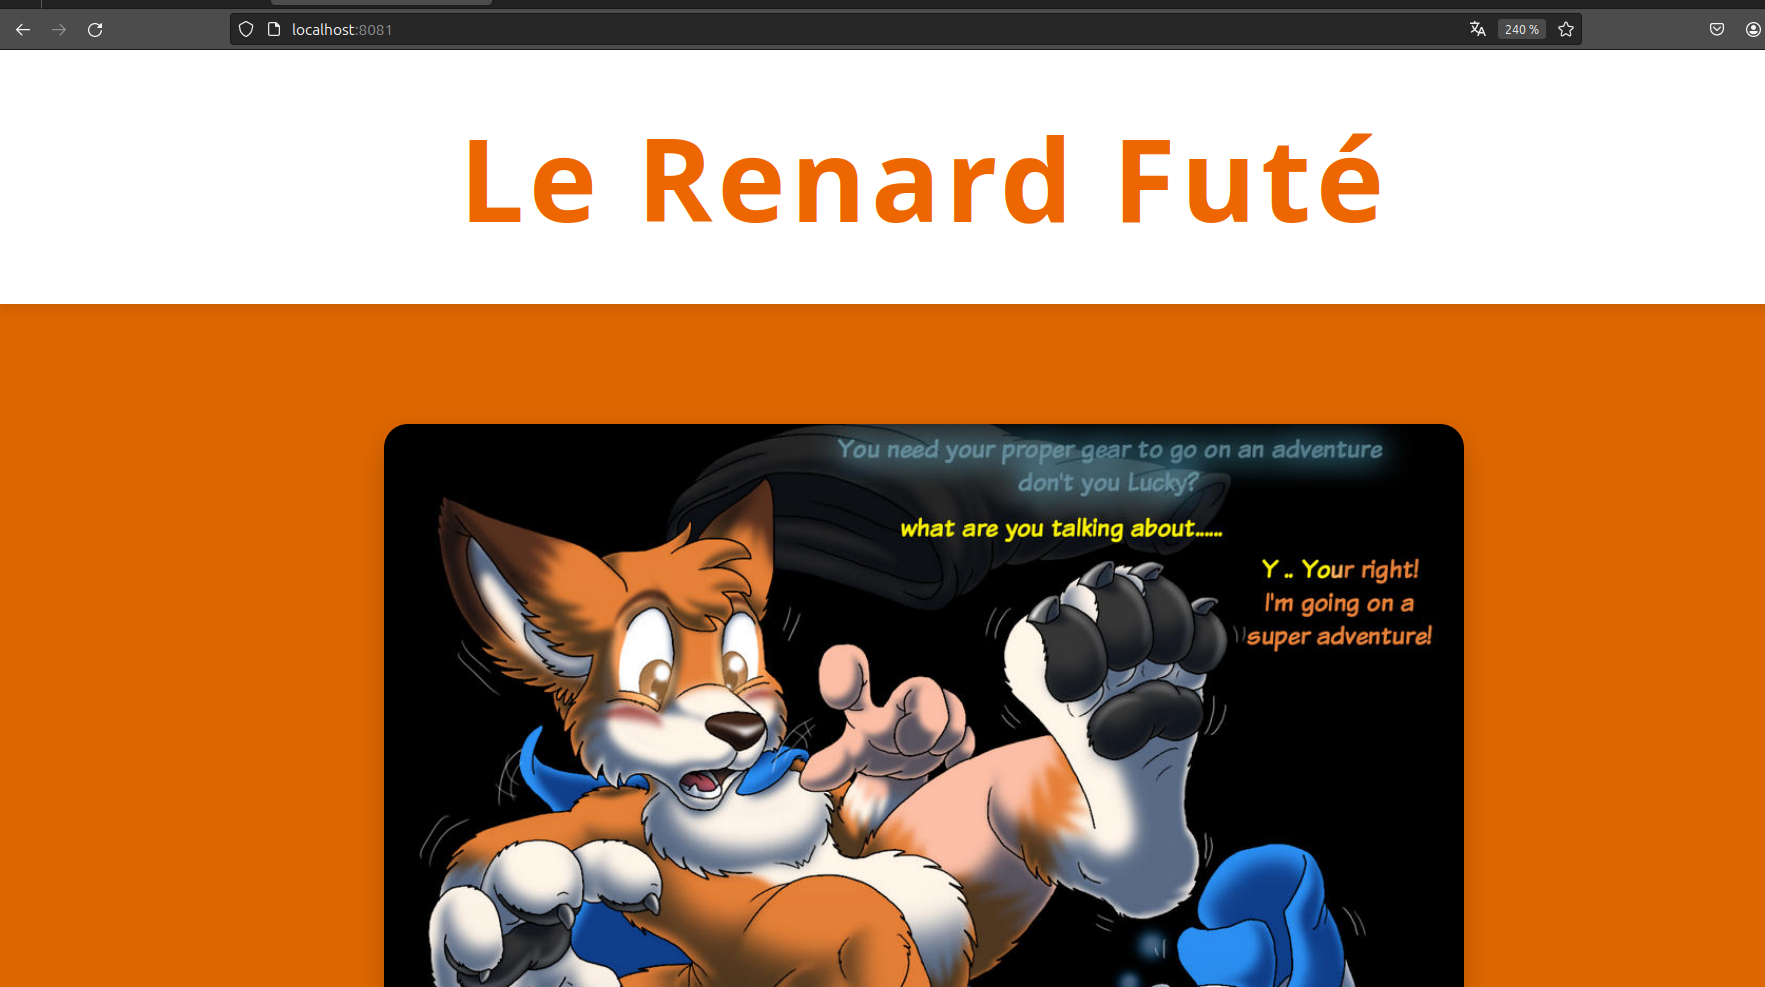 localhost:8081
240 %
Le Renard Futé
You need your proper gear to go on an adventure
don't you Lucky?
what are you talking about......
Y .. Your right!
I'm going on a
super adventure!